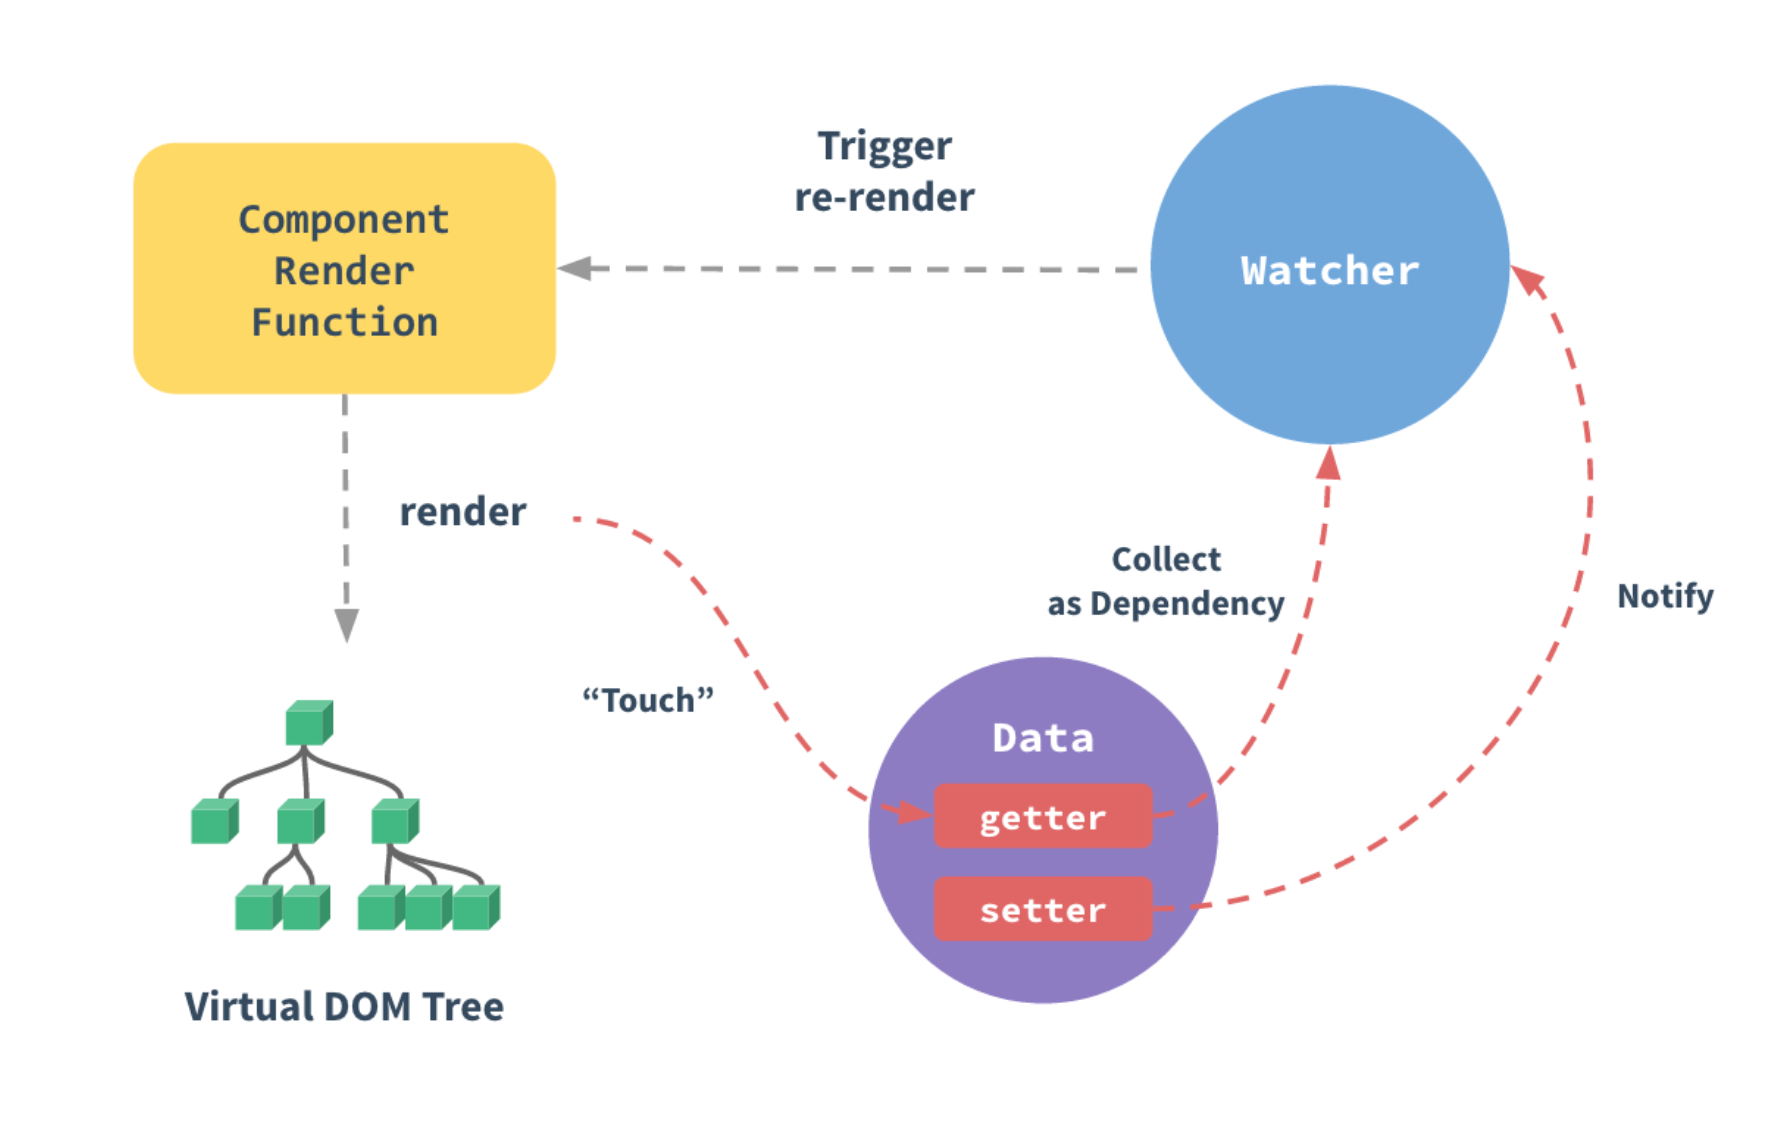 Trigger
re-render
Component
Render
Function
Watcher
render
Collect
as Dependency
Notify
“Touch”
Data
getter
setter
Virtual DOM Tree